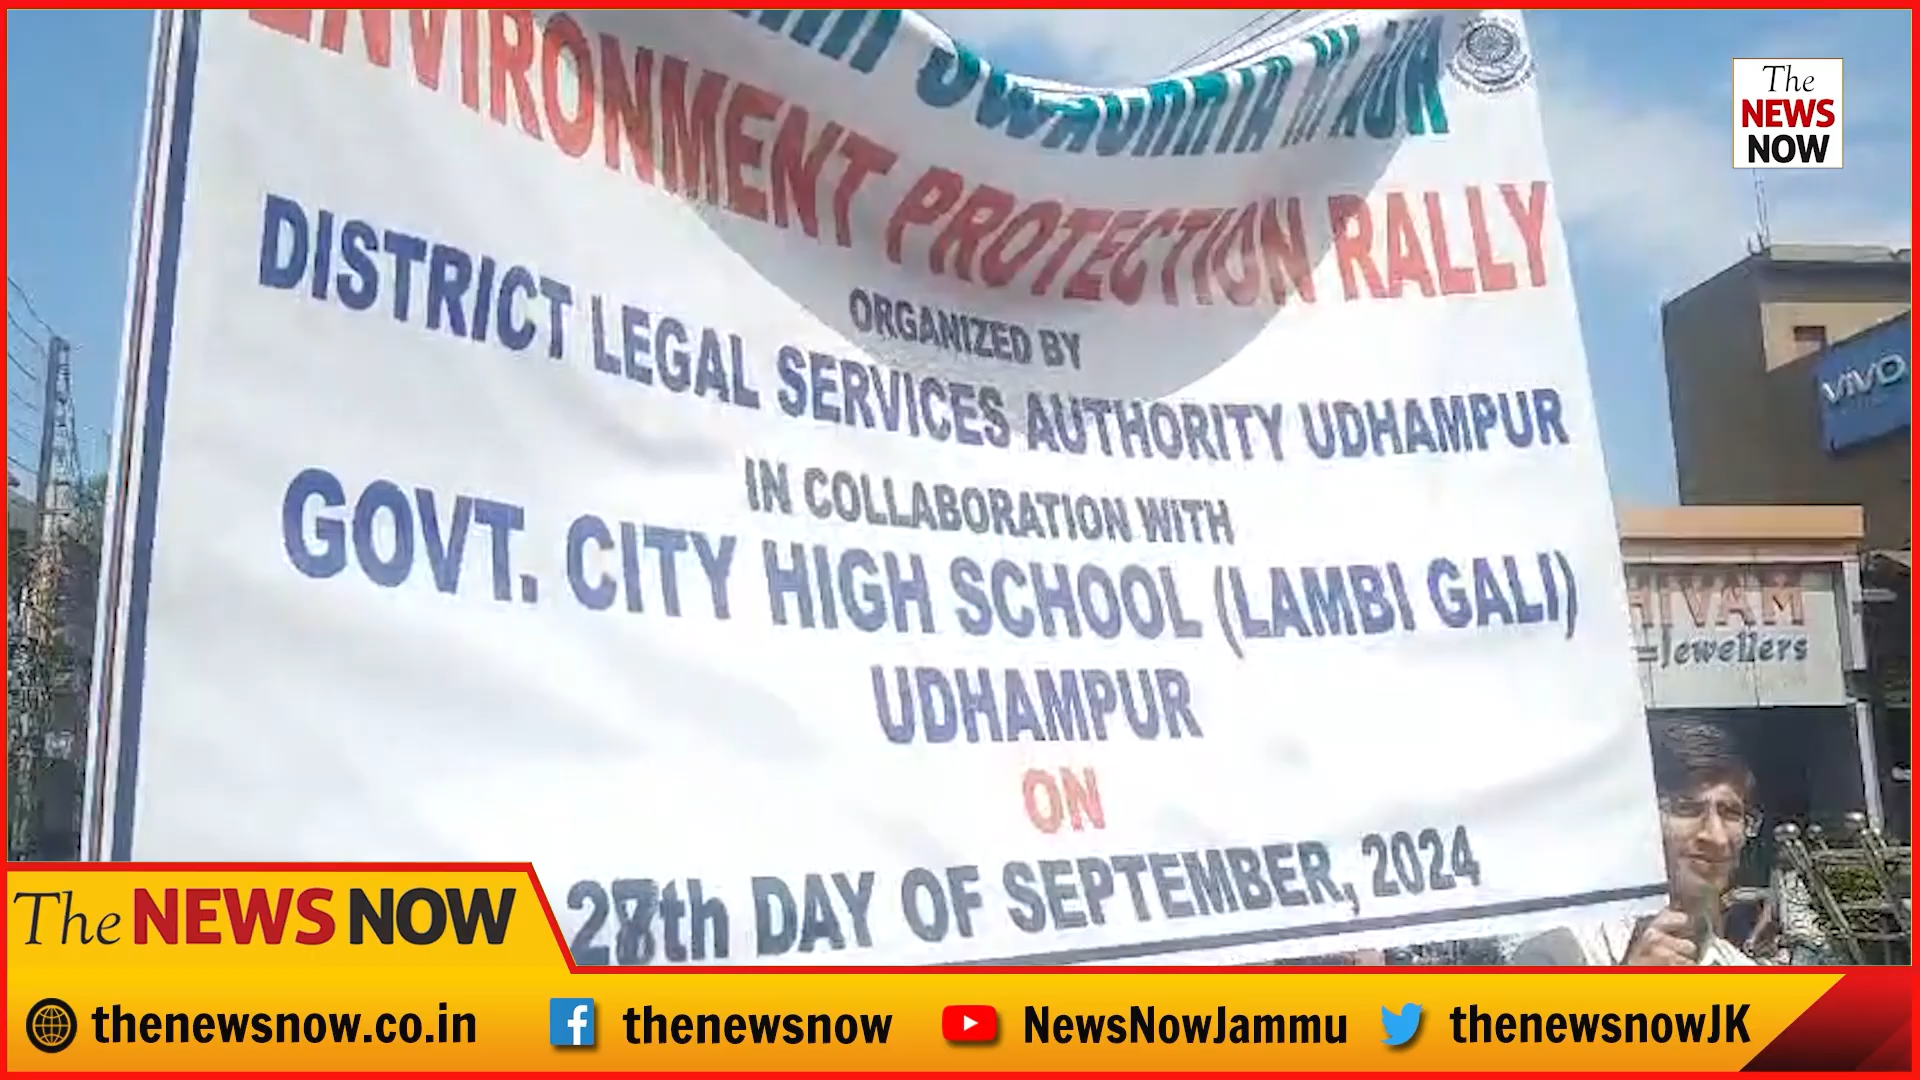 ENVIRONMENT PROTECTION RALLY
ORGANIZED BY
DISTRICT LEGAL SERVICES AUTHORITY UDHAMPUR
IN COLLABORATION WITH
GOVT. CITY HIGH SCHOOL (LAMBI GALI)
UDHAMPUR
ON
DAY OF SEPTEMBER, 2024
The
NEWS
NOW
vivo
HIVAM
Jewellers
The NEWS NOW
thenewsnow.co.in
thenewsnow
NewsNowJammu
thenewsnowJK